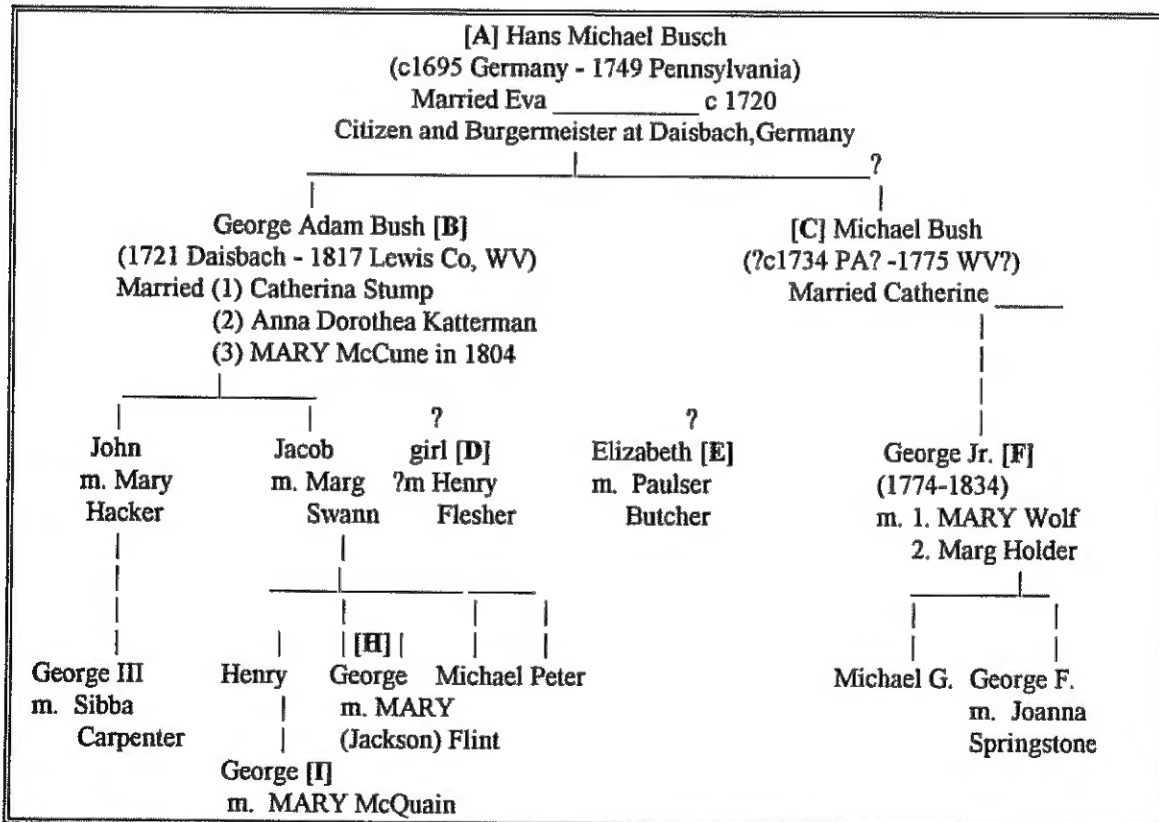 [A] Hans Michael Busch
(c1695 Germany - 1749 Pennsylvania)
Married Eva __________ c 1720
Citizen and Burgermeister at Daisbach,Germany
?
George Adam Bush [B]
(1721 Daisbach - 1817 Lewis Co, WV)
Married (1) Catherina Stump
(2) Anna Dorothea Katterman
(3) MARY McCune in 1804
[C] Michael Bush
(?c1734 PA? -1775 WV?)
Married Catherine _____
John
m. Mary
Hacker
Jacob
m. Marg
Swann
?
girl [D]
?m Henry
Flesher
?
Elizabeth [E]
m. Paulser
Butcher
George Jr. [F]
(1774-1834)
m. 1. MARY Wolf
2. Marg Holder
George III
m. Sibba
Carpenter
Henry
[H]
George
m. MARY
(Jackson) Flint
Michael Peter
George [I]
m. MARY McQuain
Michael G.
George F.
m. Joanna
Springstone